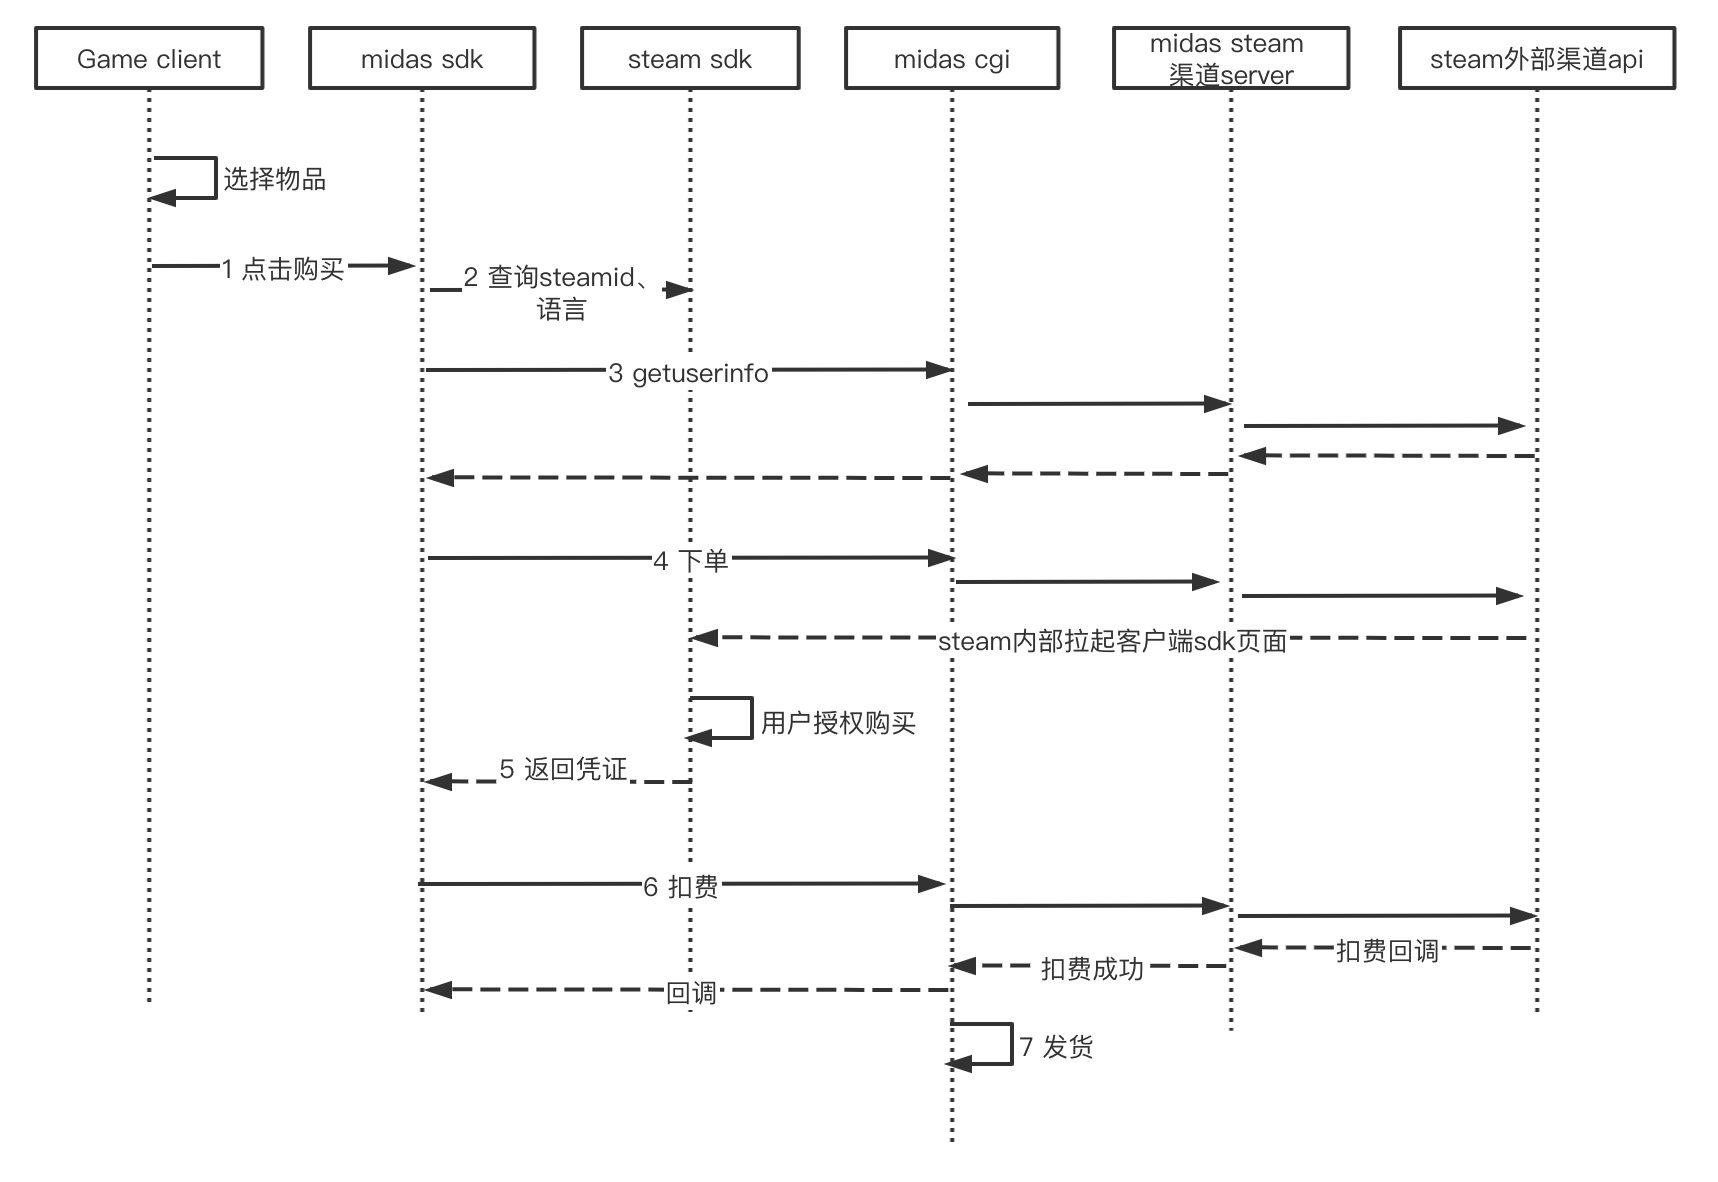 Game client
midas sdk
steam sdk
midas cgi
midas steam
渠道server
steam外部渠道api
选择物品
1 点击购买
2 查询steamid、
语言
3 getuserinfo
4 下单
steam内部拉起客户端sdk页面
用户授权购买
5 返回凭证
6 扣费
扣费回调
扣费成功
回调
7 发货